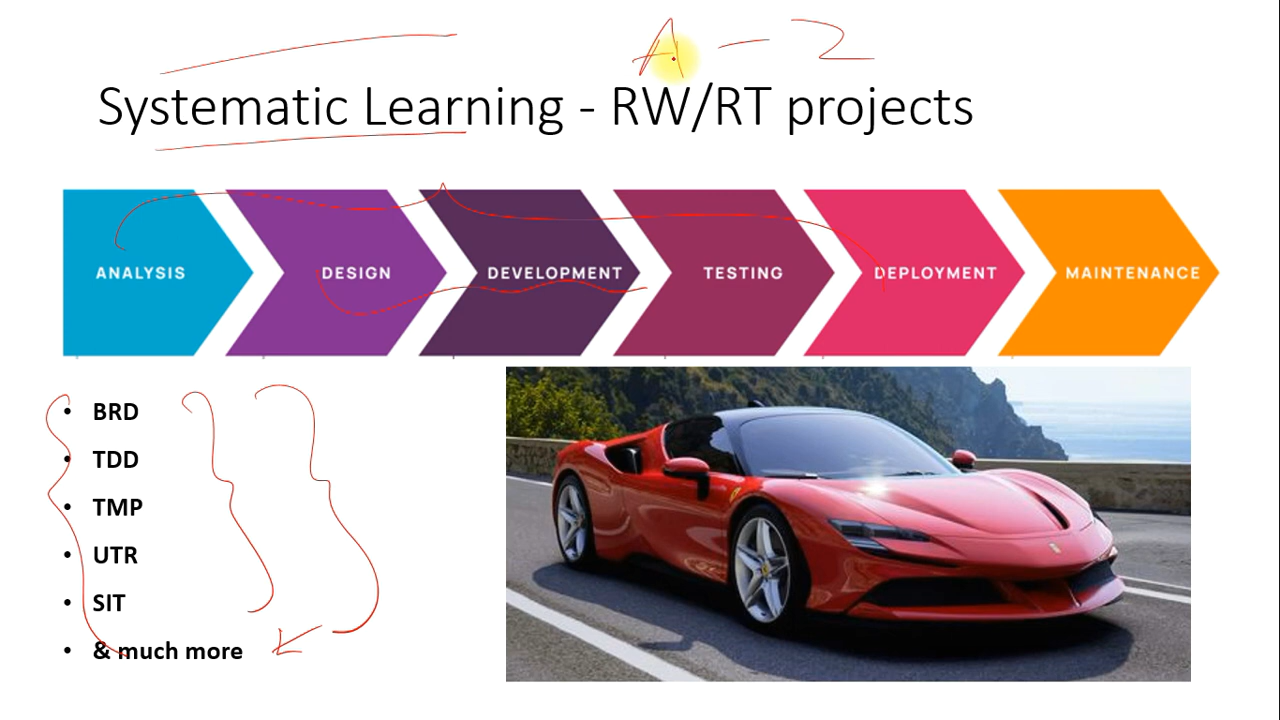 A - Z
Systematic Learning - RW/RT projects
ANALYSIS DESIGN DEVELOPMENT TESTING DEPLOYMENT MAINTENANCE
• BRD
• TDD
• TMP
• UTR
• SIT
• & much more